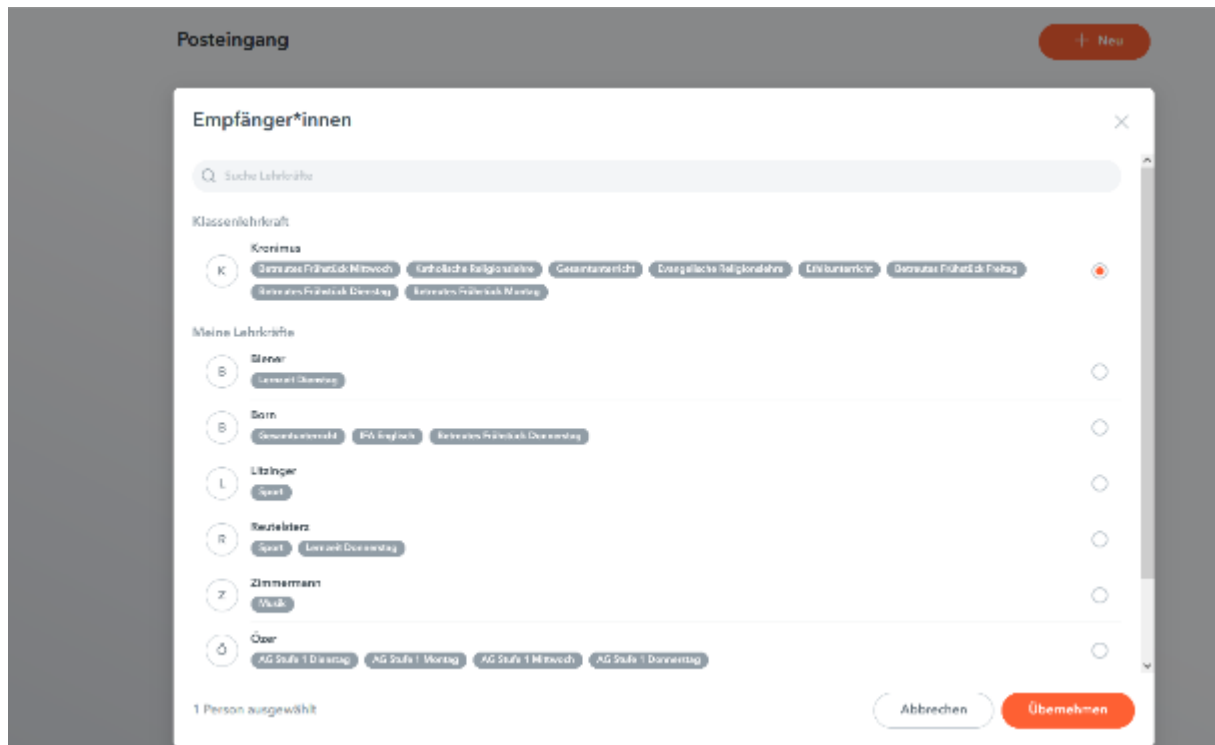 Posteingang
+ Neu
Empfänger*innen
Suche Lehrkräfte
Klassenlehrkraft
K
Kronimus
Betreutes Frühstück Mittwoch Katholische Religionslehre Gesamtunterricht Evangelische Religionslehre Ethikunterricht Betreutes Frühstück Freitag
Betreutes Frühstück Dienstag Betreutes Frühstück Montag
Meine Lehrkräfte
B
Biener
Lernzeit Dienstag
B
Born
Gesamtunterricht IFA Englisch Betreutes Frühstück Donnerstag
L
Litzinger
Sport
R
Reutelsterz
Sport Lernzeit Donnerstag
Z
Zimmermann
Musik
Ö
Özer
AG Stufe 1 Dienstag AG Stufe 1 Montag AG Stufe 1 Mittwoch AG Stufe 1 Donnerstag
1 Person ausgewählt
Abbrechen
Übernehmen